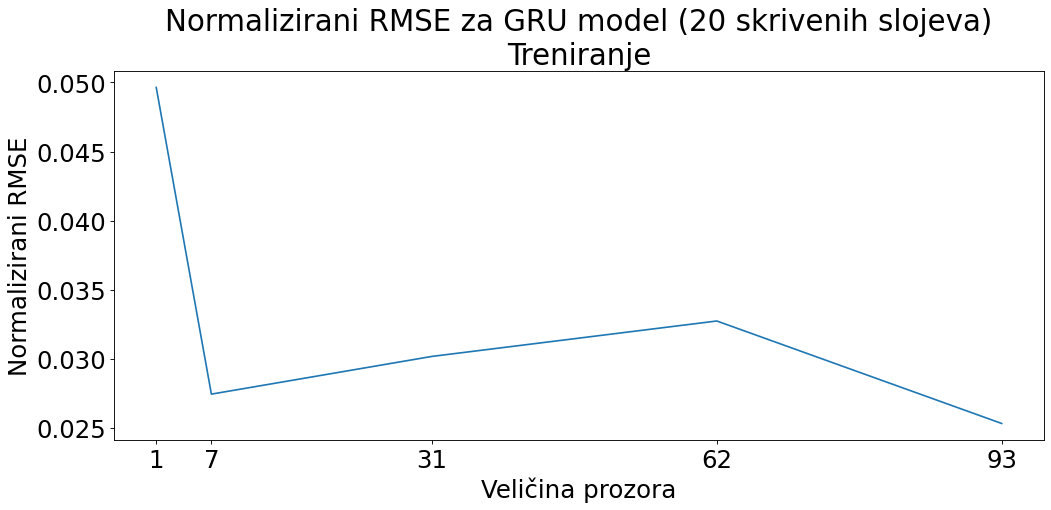 Normalizirani RMSE za GRU model (20 skrivenih slojeva)
Treniranje
Normalizirani RMSE
0.050
0.045
0.040
0.035
0.030
0.025
1 7 31 62 93
Veličina prozora